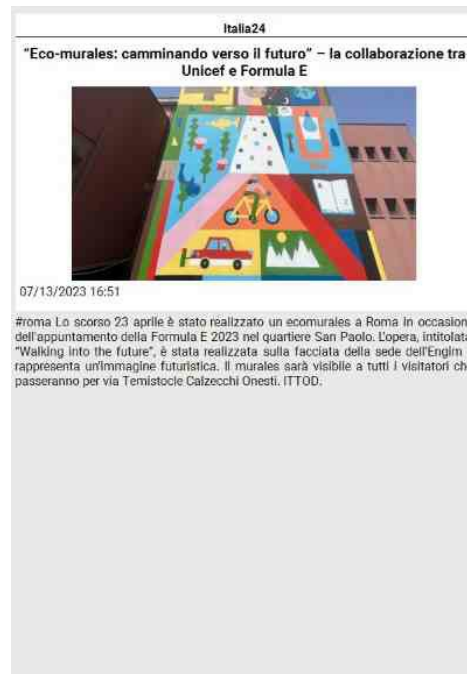 Italia24
“Eco-murales: camminando verso il futuro” – la collaborazione tra
Unicef e Formula E
07/13/2023 16:51
#roma Lo scorso 23 aprile è stato realizzato un ecomurales a Roma in occasion
dell'appuntamento della Formula E 2023 nel quartiere San Paolo. L'opera, intitolata
“Walking into the future”, è stata realizzata sulla facciata della sede dell'Engim
rappresenta un'immagine futuristica. Il murales sarà visibile a tutti i visitatori ch
passeranno per via Temistocle Calzecchi Onesti. ITTOD.